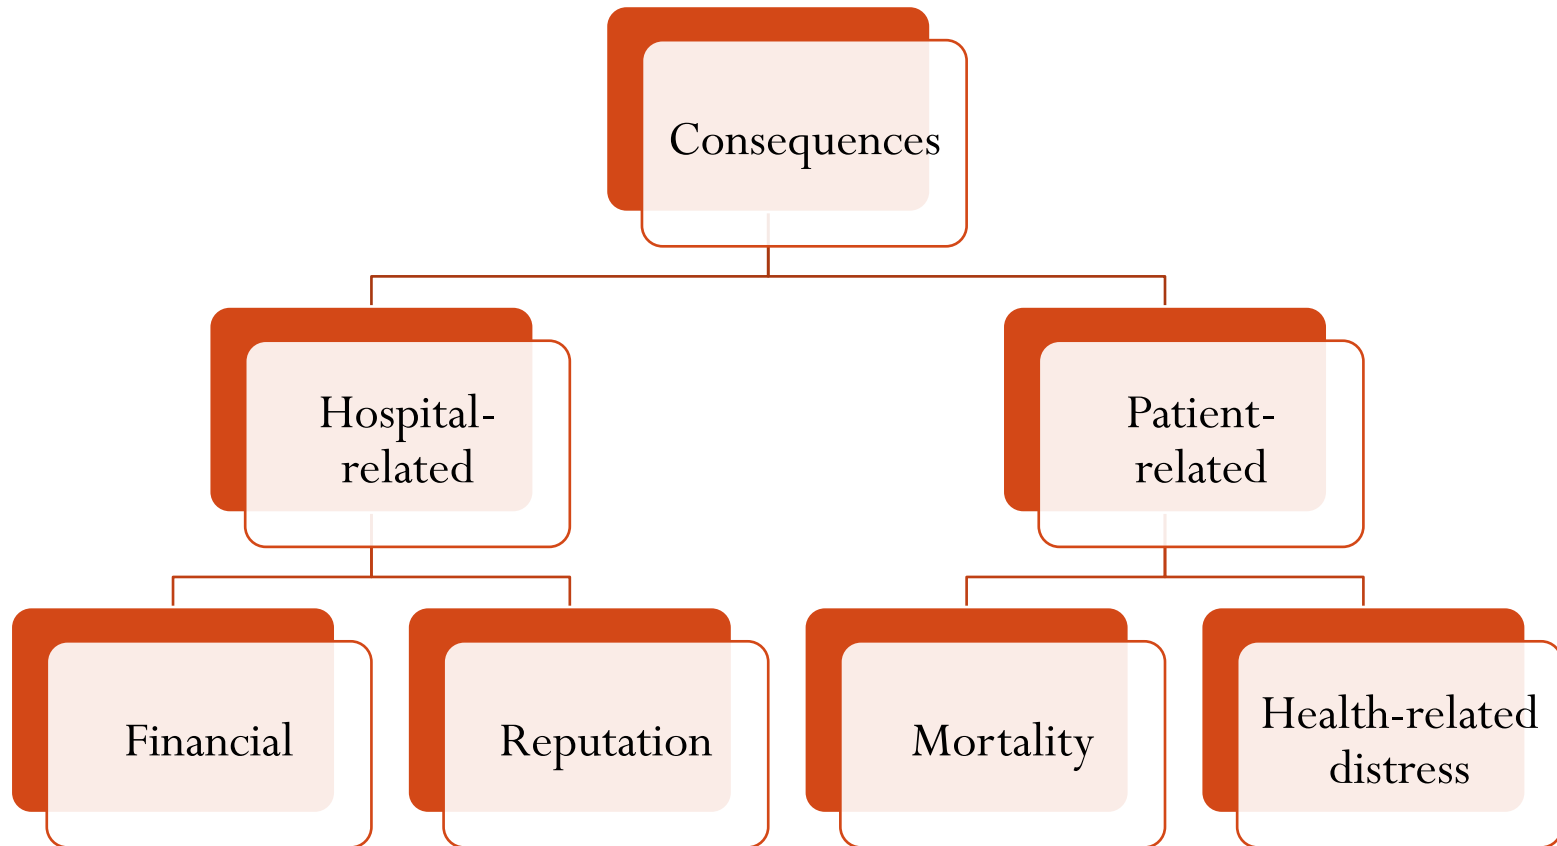 Consequences
Hospital-
related
Patient-
related
Financial
Reputation
Mortality
Health-related
distress